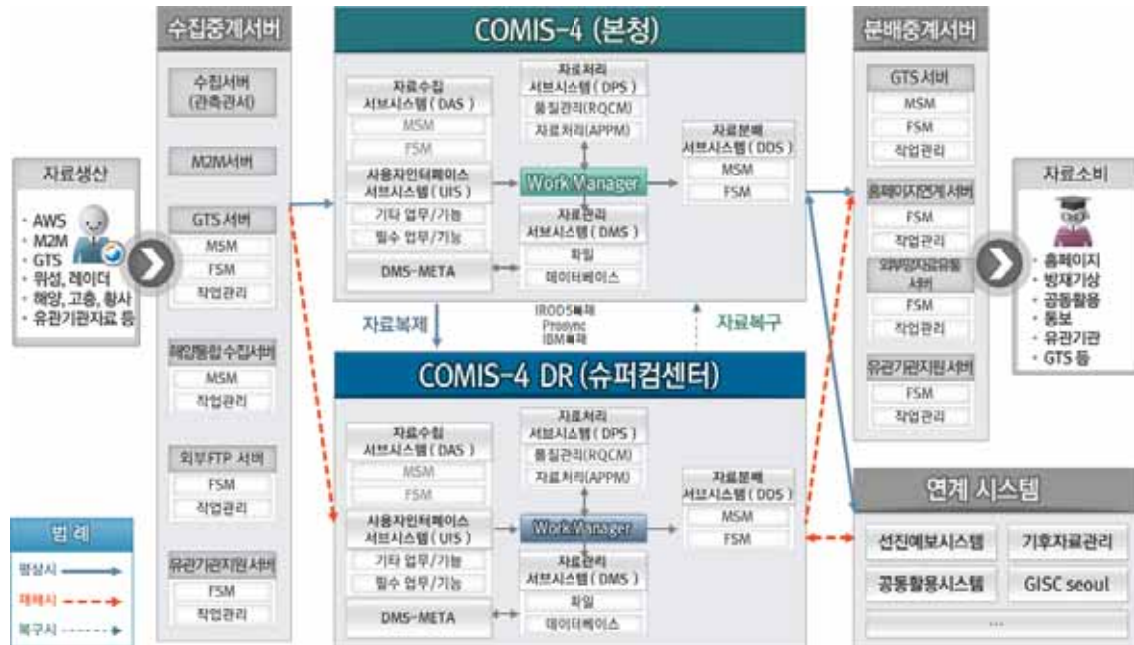 수집중계서버
수집서버
(관측관서)
M2M서버
GTS 서버
MSM
FSM
작업관리
해양통합 수집서버
MSM
작업관리
외부FTP 서버
FSM
작업관리
유관기관지원 서버
FSM
작업관리
자료생산
· AWS
· M2M
· GTS
· 위성, 레이더
· 해양, 고층, 황사
· 유관기관자료 등
범 례
평상시
재해시
복구시
COMIS-4 (본청)
자료수집
서브시스템(DAS)
MSM
FSM
사용자인터페이스
서브시스템(UIS)
기타 업무/기능
필수 업무/기능
DMS-META
자료처리
서브시스템(DPS)
품질관리(RQCM)
자료처리(APPM)
Work Manager
자료관리
서브시스템(DMS)
파일
데이터베이스
자료분배
서브시스템(DDS)
MSM
FSM
자료복제
IRODS복제
Prosync
IBM복제
자료복구
COMIS-4 DR (슈퍼컴센터)
자료수집
서브시스템(DAS)
MSM
FSM
사용자인터페이스
서브시스템(UIS)
기타 업무/기능
필수 업무/기능
DMS-META
자료처리
서브시스템(DPS)
품질관리(RQCM)
자료처리(APPM)
Work Manager
자료관리
서브시스템(DMS)
파일
데이터베이스
자료분배
서브시스템(DDS)
MSM
FSM
분배중계서버
GTS 서버
MSM
FSM
작업관리
홈페이지연계 서버
FSM
작업관리
외부망자료유통
서버
FSM
작업관리
유관기관지원 서버
FSM
작업관리
자료소비
· 홈페이지
· 방재기상
· 공동활용
· 통보
· 유관기관
· GTS 등
연계 시스템
선진예보시스템
기후자료관리
공동활용시스템
GISC seoul
...